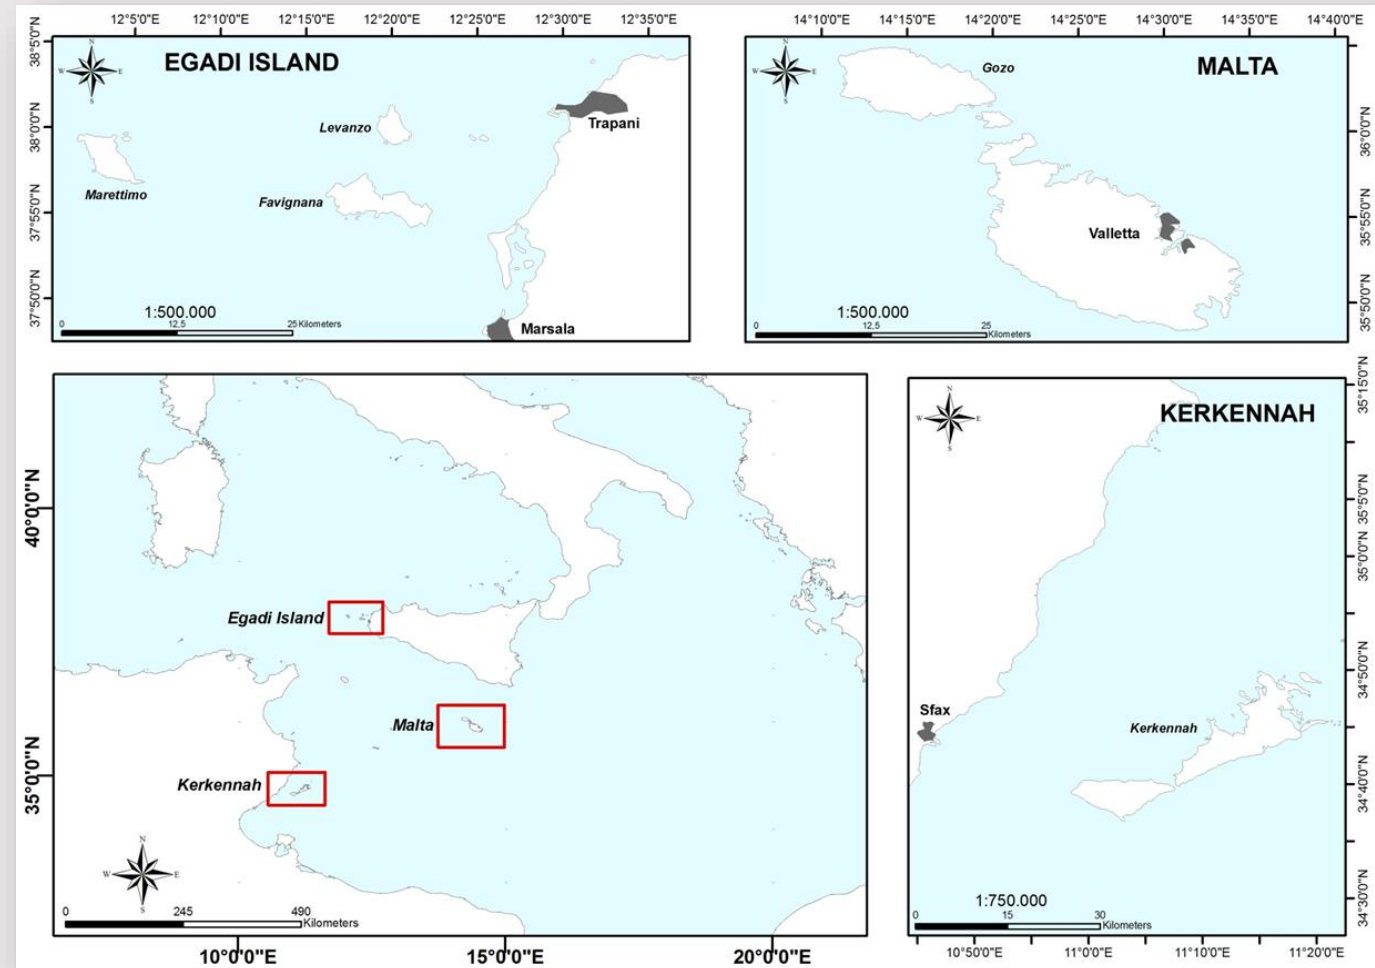 12°5'0"E 12°10'0"E 12°15'0"E 12°20'0"E 12°25'0"E 12°30'0"E 12°35'0"E
38°5'0"N
38°0'0"N
37°55'0"N
37°50'0"N
N
W E
S
EGADI ISLAND
Levanzo
Trapani
Marettimo
Favignana
Marsala
1:500.000
0 12,5 25 Kilometers
14°10'0"E 14°15'0"E 14°20'0"E 14°25'0"E 14°30'0"E 14°35'0"E 14°40'0"E
N
W E
S
Gozo
MALTA
Valletta
1:500.000
0 12,5 25 Kilometers
36°0'0"N
35°55'0"N
35°50'0"N
40°0'0"N
35°0'0"N
Egadi Island
Malta
Kerkennah
N
W E
S
0 245 490 Kilometers
10°0'0"E 15°0'0"E 20°0'0"E
N
W E
S
KERKENNAH
Sfax
Kerkennah
1:750.000
0 15 30 Kilometers
35°15'0"N
35°5'0"N
35°0'0"N
34°50'0"N
34°40'0"N
34°30'0"N
10°50'0"E 11°0'0"E 11°10'0"E 11°20'0"E